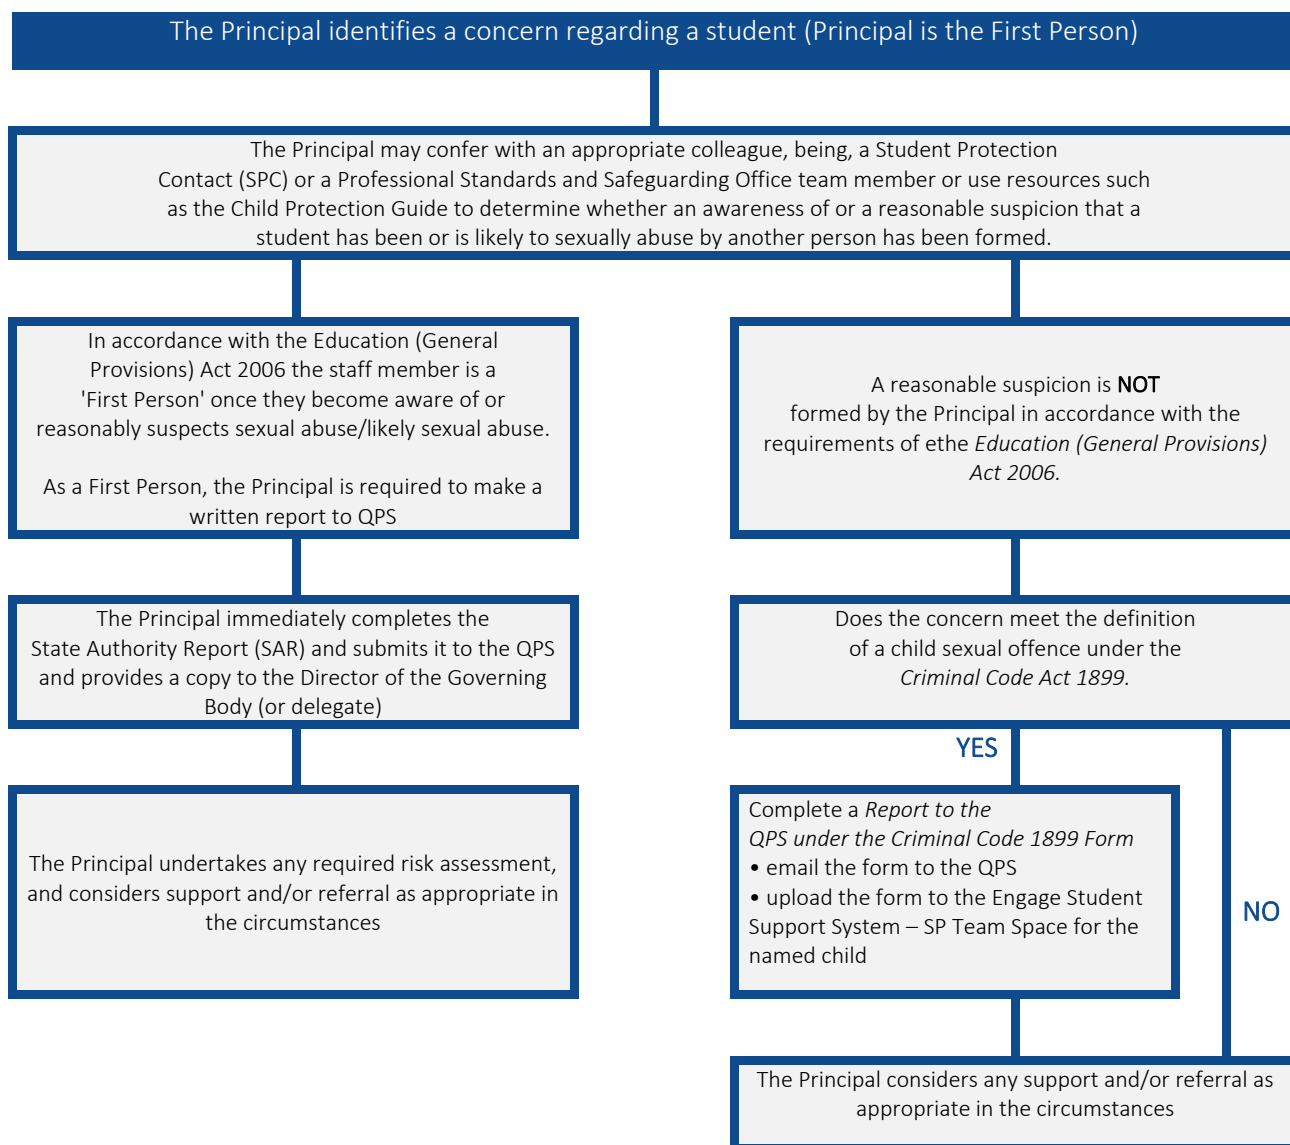 The Principal identifies a concern regarding a student (Principal is the First Person)
The Principal may confer with an appropriate colleague, being, a Student Protection
Contact (SPC) or a Professional Standards and Safeguarding Office team member or use resources such
as the Child Protection Guide to determine whether an awareness of or a reasonable suspicion that a
student has been or is likely to sexually abuse by another person has been formed.
In accordance with the Education (General
Provisions) Act 2006 the staff member is a
'First Person' once they become aware of or
reasonably suspects sexual abuse/likely sexual abuse.
As a First Person, the Principal is required to make a
written report to QPS
The Principal immediately completes the
State Authority Report (SAR) and submits it to the QPS
and provides a copy to the Director of the Governing
Body (or delegate)
The Principal undertakes any required risk assessment,
and considers support and/or referral as appropriate in
the circumstances
A reasonable suspicion is NOT
formed by the Principal in accordance with the
requirements of ethe Education (General Provisions)
Act 2006.
Does the concern meet the definition
of a child sexual offence under the
Criminal Code Act 1899.
YES
Complete a Report to the
QPS under the Criminal Code 1899 Form
• email the form to the QPS
• upload the form to the Engage Student
Support System – SP Team Space for the
named child
NO
The Principal considers any support and/or referral as
appropriate in the circumstances